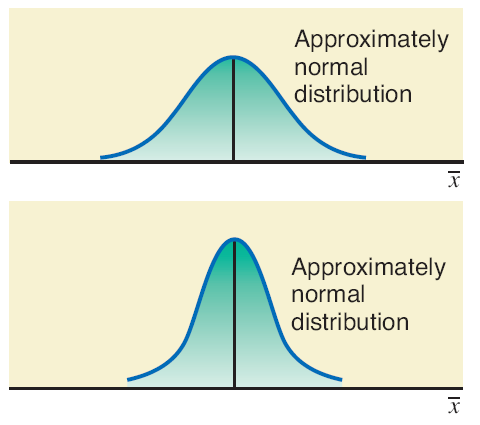 Approximately
normal
distribution
x̅
Approximately
normal
distribution
x̅